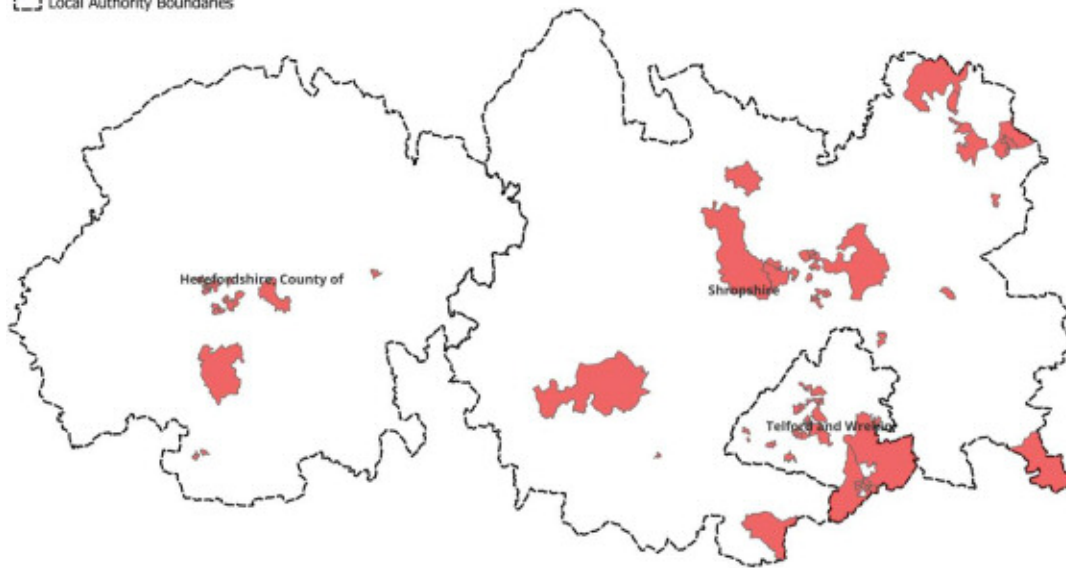 Local Authority Boundaries
Herefordshire, County of
Shropshire
Telford and Wrekin